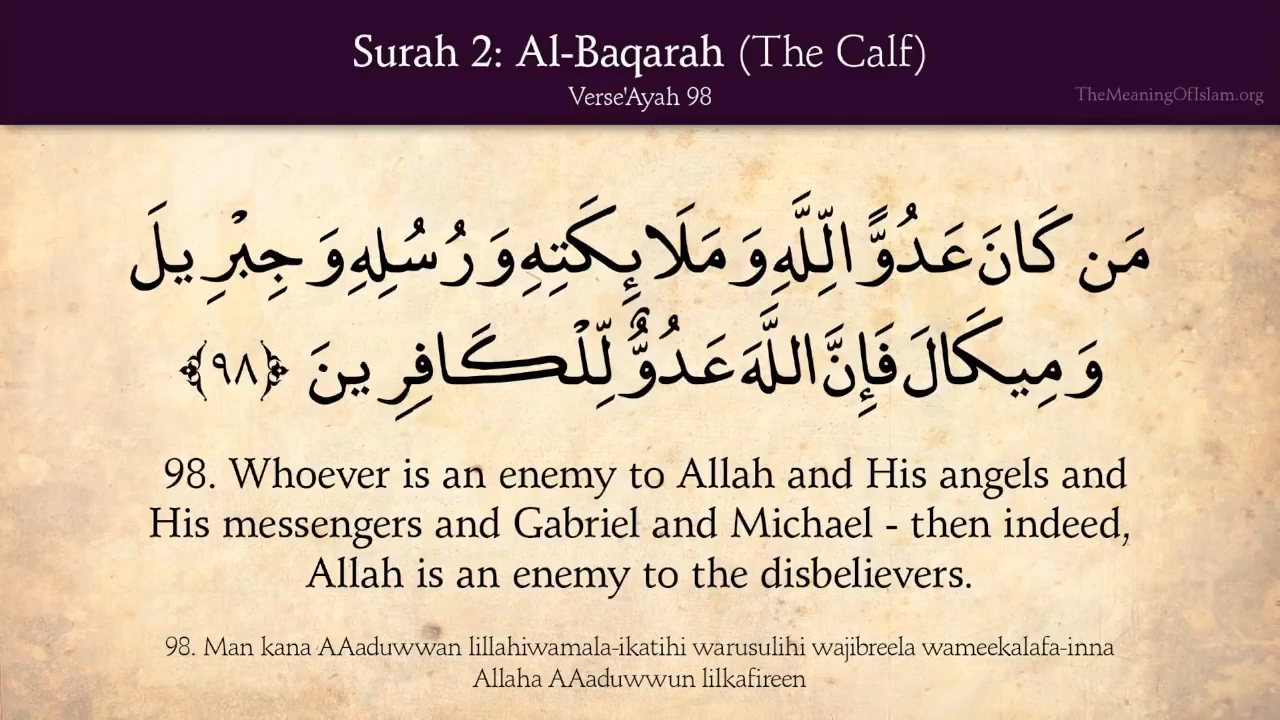 Surah 2: Al-Baqarah (The Calf)
Verse'Ayah 98
TheMeaningOfIslam.org
مَن كَانَ عَدُوًّا لِّلَّهِ وَمَلَائِكَتِهِ وَرُسُلِهِ وَجِبْرِيلَ
وَمِيكَالَ فَإِنَّ اللَّهَ عَدُوٌّ لِّلْكَافِرِينَ ﴿٩٨﴾
98. Whoever is an enemy to Allah and His angels and
His messengers and Gabriel and Michael - then indeed,
Allah is an enemy to the disbelievers.
98. Man kana AAaduwwan lillahiwamala-ikatihi warusulihi wajibreela wameekalafa-inna
Allaha AAaduwwun lilkafireen